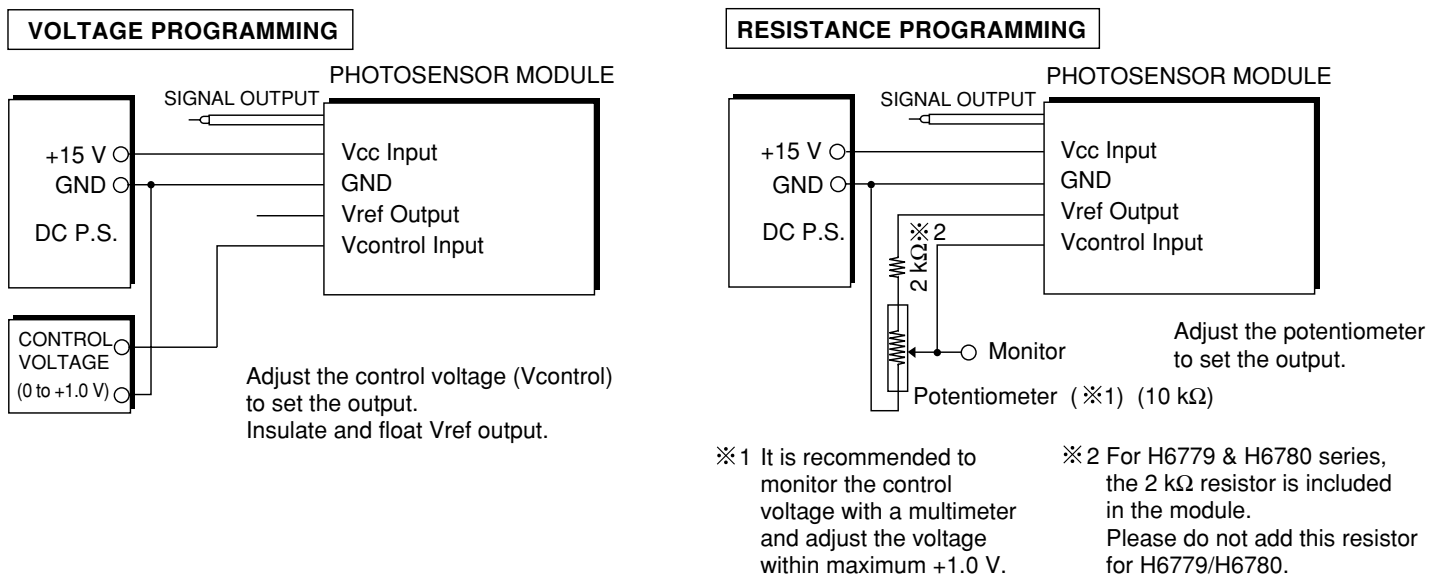 VOLTAGE PROGRAMMING
PHOTOSENSOR MODULE
SIGNAL OUTPUT
+15 V
GND
DC P.S.
Vcc Input
GND
Vref Output
Vcontrol Input
CONTROL
VOLTAGE
(0 to +1.0 V)
Adjust the control voltage (Vcontrol)
to set the output.
Insulate and float Vref output.
RESISTANCE PROGRAMMING
PHOTOSENSOR MODULE
SIGNAL OUTPUT
+15 V
GND
DC P.S.
Vcc Input
GND
Vref Output
Vcontrol Input
2 kΩ※2
Monitor
Potentiometer (※1) (10 kΩ)
Adjust the potentiometer
to set the output.
※1 It is recommended to
monitor the control
voltage with a multimeter
and adjust the voltage
within maximum +1.0 V.
※2 For H6779 & H6780 series,
the 2 kΩ resistor is included
in the module.
Please do not add this resistor
for H6779/H6780.